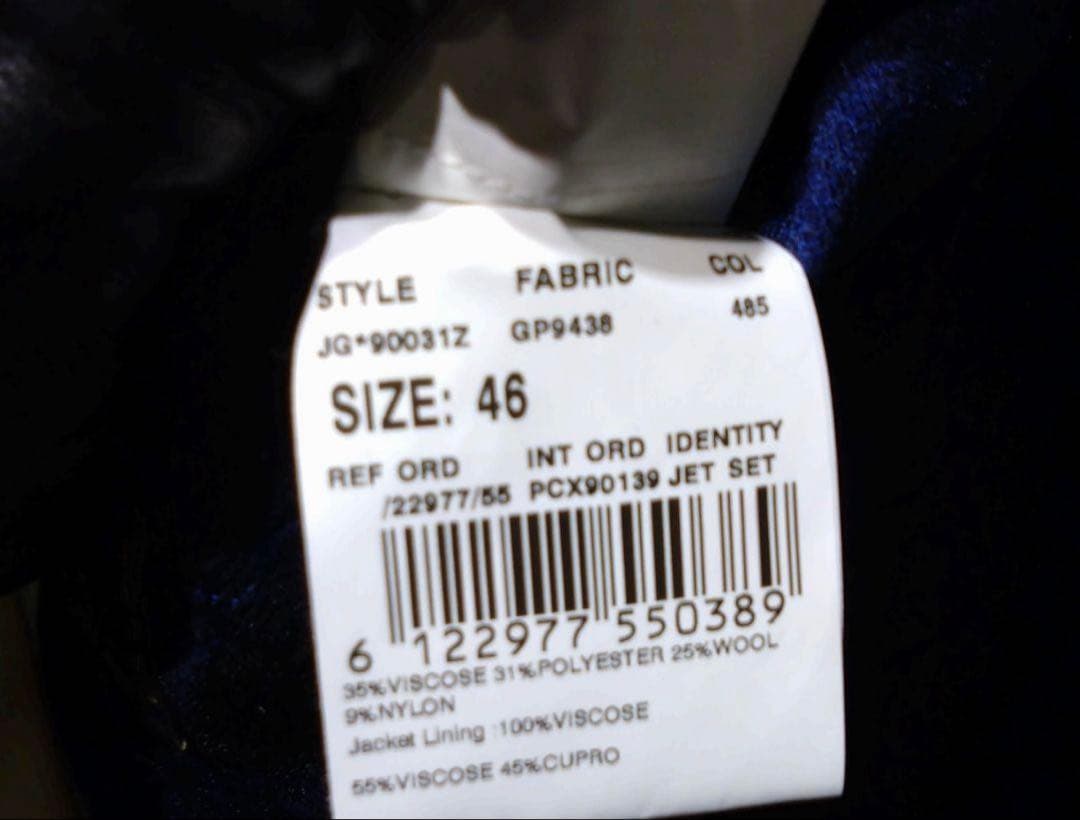 STYLE FABRIC COL
JG*90031Z GP9438 485
SIZE: 46
REF ORD INT ORD IDENTITY
/22977/55 PCX90139 JET SET
6 122977 550389
35%VISCOSE 31%POLYESTER 25%WOOL
9%NYLON
Jacket Lining :100%VISCOSE
55%VISCOSE 45%CUPRO